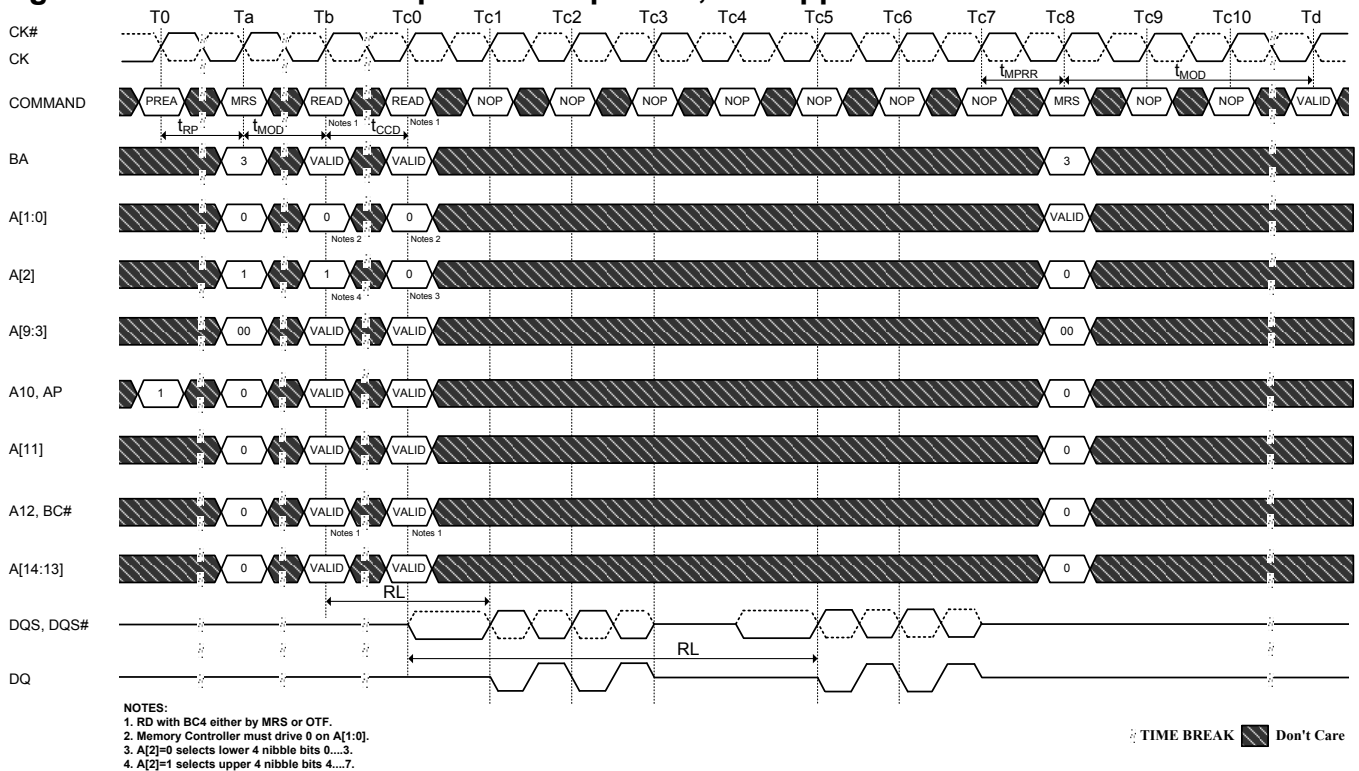 T0 Ta Tb Tc0 Tc1 Tc2 Tc3 Tc4 Tc5 Tc6 Tc7 Tc8 Tc9 Tc10 Td
CK#
CK
tMPRR tMOD
COMMAND PREA MRS READ READ NOP NOP NOP NOP NOP NOP NOP MRS NOP NOP VALID
Notes 1 Notes 1
tRP tMOD tCCD
BA 3 VALID VALID 3
A[1:0] 0 0 0 VALID
Notes 2 Notes 2
A[2] 1 1 0 0
Notes 4 Notes 3
A[9:3] 00 VALID VALID 00
A10, AP 1 0 VALID VALID 0
A[11] 0 VALID VALID 0
A12, BC# 0 VALID VALID 0
Notes 1 Notes 1
A[14:13] 0 VALID VALID 0
RL
DQS, DQS#
RL
DQ
NOTES:
1. RD with BC4 either by MRS or OTF.
2. Memory Controller must drive 0 on A[1:0].
3. A[2]=0 selects lower 4 nibble bits 0....3.
4. A[2]=1 selects upper 4 nibble bits 4....7.
TIME BREAK Don't Care